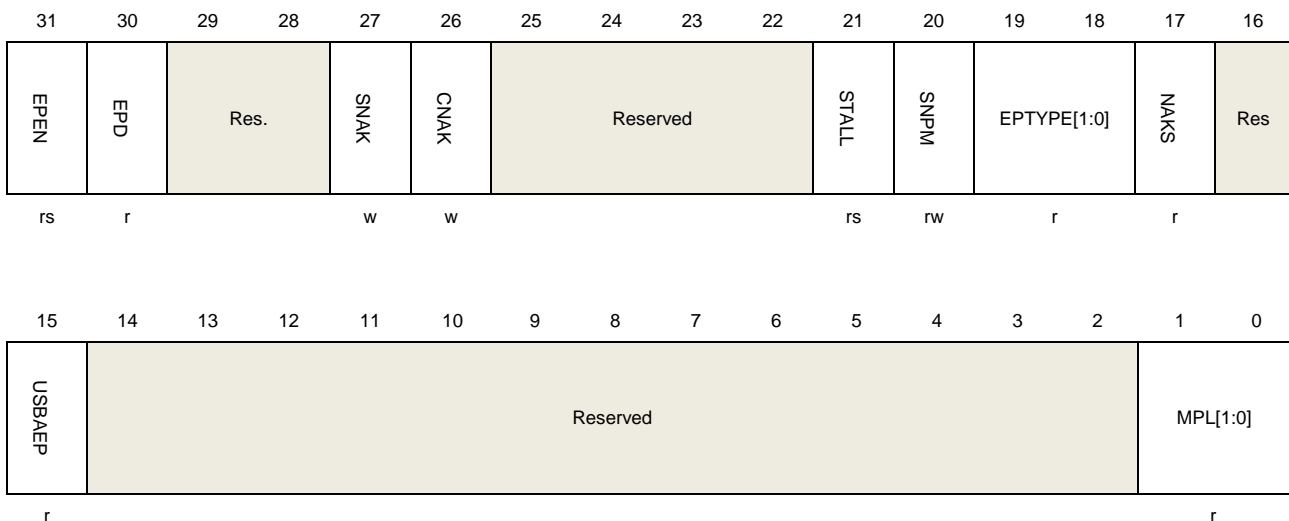 31 30 29 28 27 26 25 24 23 22 21 20 19 18 17 16
EPEN EPD Res. SNAK CNAK Reserved STALL SNPM EPTYPE[1:0] NAKS Res
rs r w w rs rw r r
15 14 13 12 11 10 9 8 7 6 5 4 3 2 1 0
USBAEP Reserved MPL[1:0]
r r